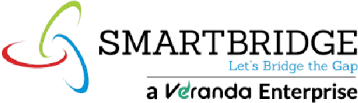 SMARTBRIDGE
Let's Bridge the Gap
a Veranda Enterprise